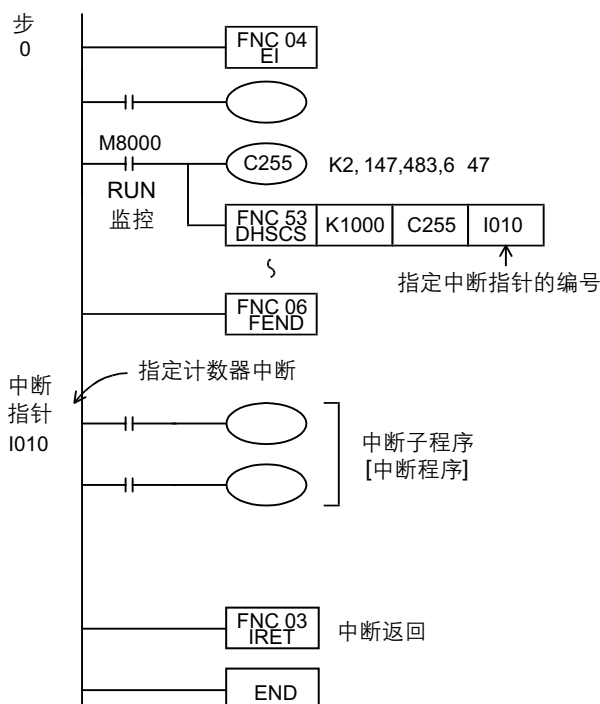 步
0
FNC 04
EI
M8000
RUN
监控
C255
K2, 147,483,6 47
FNC 53
DHSCS
K1000
C255
I010
指定中断指针的编号
FNC 06
FEND
中断
指针
I010
指定计数器中断
中断子程序
[中断程序]
FNC 03
IRET
中断返回
END